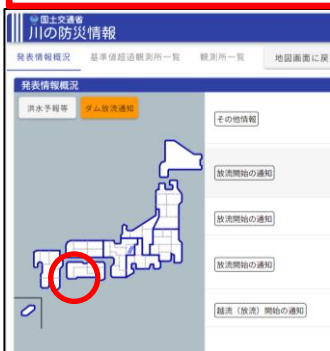 国土交通省
川の防災情報
発表情報概況 基準値超過観測所一覧 観測所一覧 地図画面に戻
発表情報概況
洪水予報等 ダム放流通知
その他情報
放流開始の通知
放流開始の通知
放流開始の通知
越流（放流）開始の通知